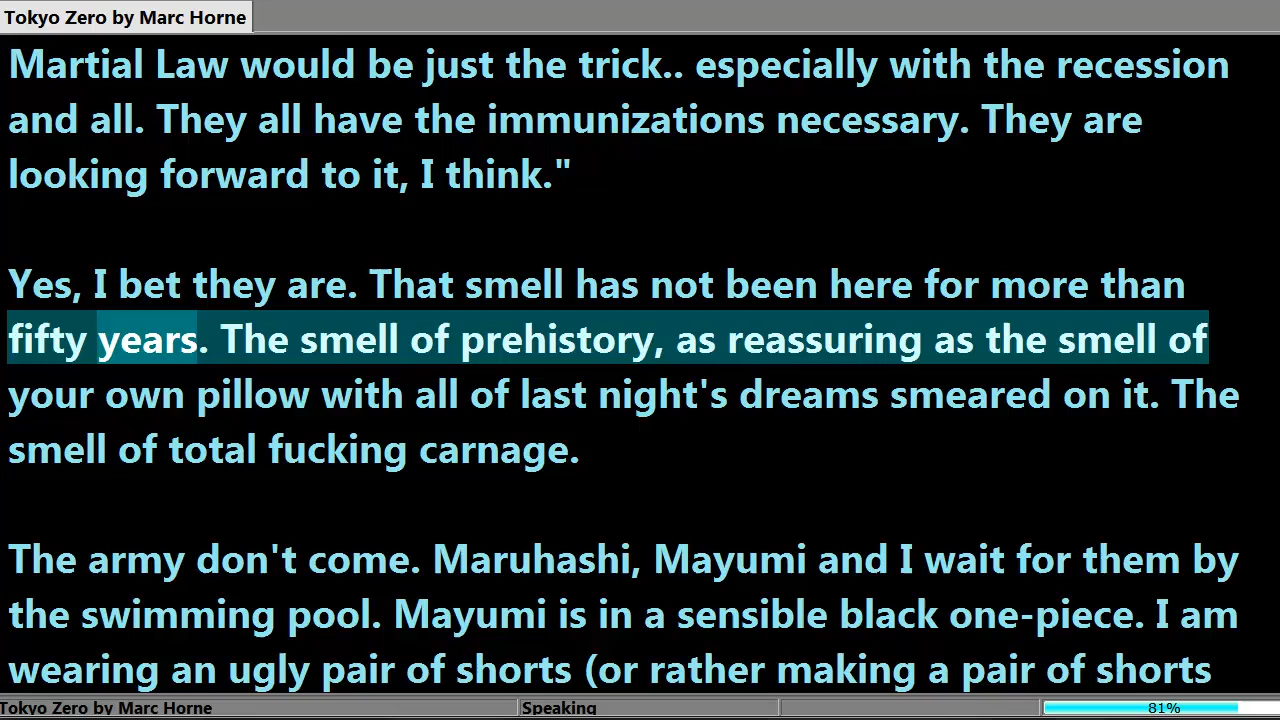 Tokyo Zero by Marc Horne
Martial Law would be just the trick.. especially with the recession
and all. They all have the immunizations necessary. They are
looking forward to it, I think."
Yes, I bet they are. That smell has not been here for more than
fifty years. The smell of prehistory, as reassuring as the smell of
your own pillow with all of last night's dreams smeared on it. The
smell of total fucking carnage.
The army don't come. Maruhashi, Mayumi and I wait for them by
the swimming pool. Mayumi is in a sensible black one-piece. I am
wearing an ugly pair of shorts (or rather making a pair of shorts
Tokyo Zero by Marc Horne
Speaking
81%